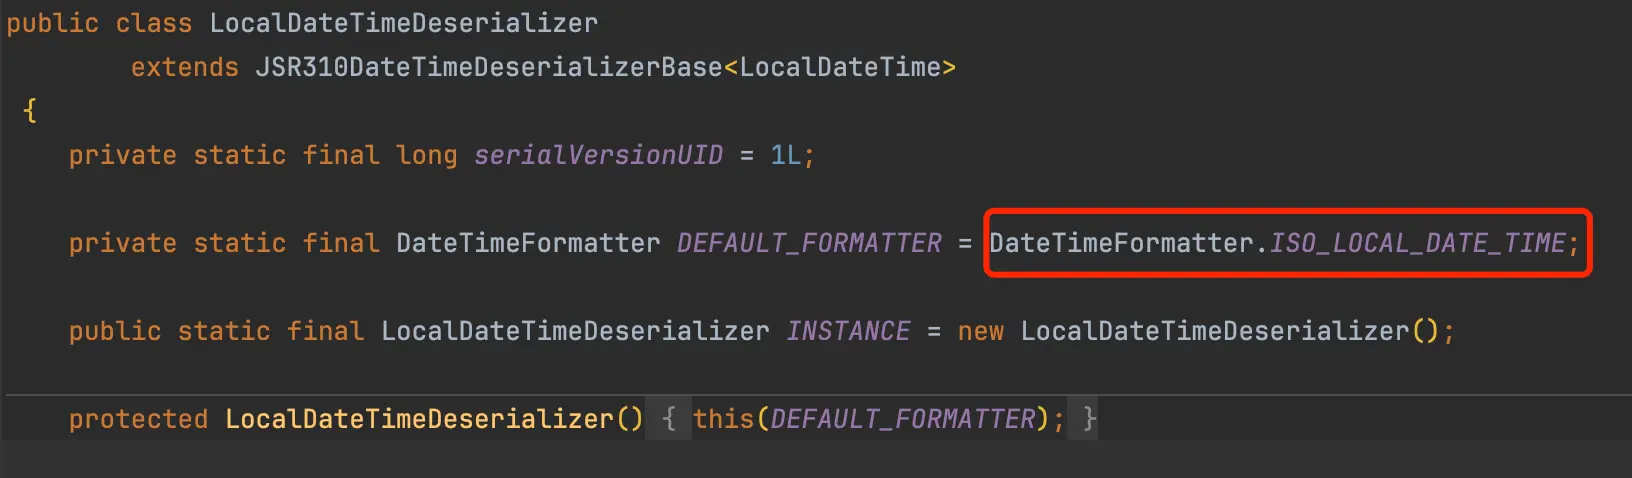 public class LocalDateTimeDeserializer
extends JSR310DateTimeDeserializerBase<LocalDateTime>
{
private static final long serialVersionUID = 1L;
private static final DateTimeFormatter DEFAULT_FORMATTER = DateTimeFormatter.ISO_LOCAL_DATE_TIME;
public static final LocalDateTimeDeserializer INSTANCE = new LocalDateTimeDeserializer();
protected LocalDateTimeDeserializer() { this(DEFAULT_FORMATTER); }